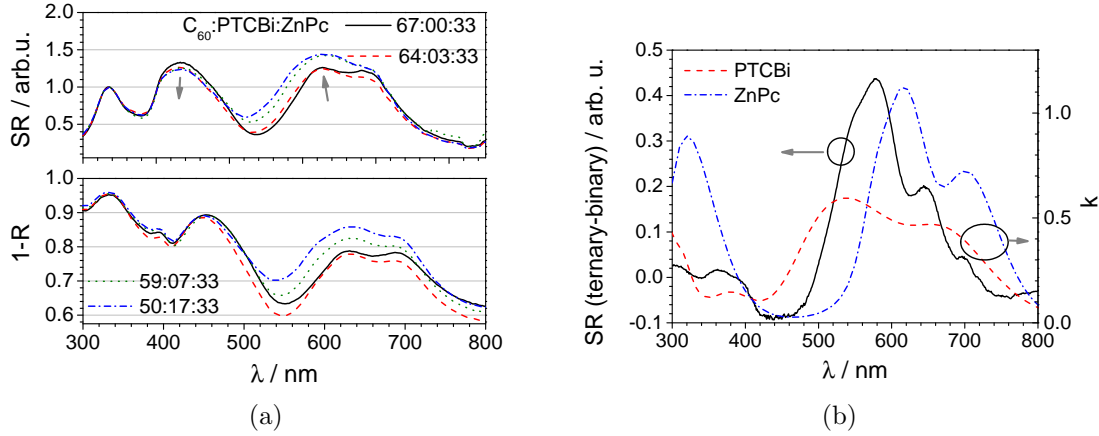 C60:PTCBi:ZnPc 67:00:33
64:03:33
SR / arb.u.
2.0
1.5
1.0
0.5
1-R
1.0
0.9
0.8
0.7
0.6
59:07:33
50:17:33
300 400 500 600 700 800
λ / nm
(a)
SR (ternary-binary) / arb. u.
0.5
0.4
0.3
0.2
0.1
0.0
-0.1
PTCBi
ZnPc
1.0
0.5
0.0
k
300 400 500 600 700 800
λ / nm
(b)